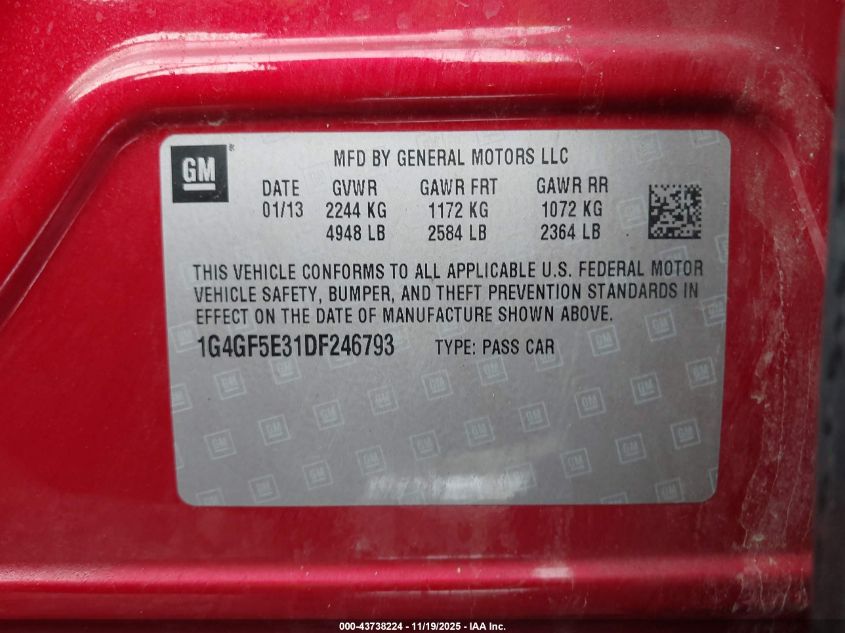 GM ®
MFD BY GENERAL MOTORS LLC
DATE GVWR GAWR FRT GAWR RR
01/13 2244 KG 1172 KG 1072 KG
4948 LB 2584 LB 2364 LB
THIS VEHICLE CONFORMS TO ALL APPLICABLE U.S. FEDERAL MOTOR
VEHICLE SAFETY, BUMPER, AND THEFT PREVENTION STANDARDS IN
EFFECT ON THE DATE OF MANUFACTURE SHOWN ABOVE.
1G4GF5E31DF246793 TYPE: PASS CAR
000-43738224 - 11/19/2025 - IAA Inc.